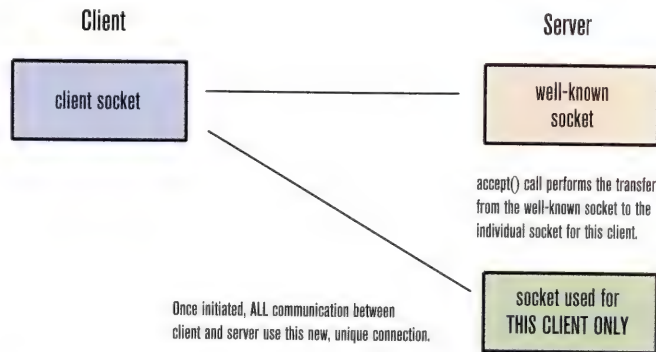 Client
Server
client socket
well-known
socket
accept() call performs the transfer
from the well-known socket to the
individual socket for this client.
Once initiated, ALL communication between
client and server use this new, unique connection.
socket used for
THIS CLIENT ONLY